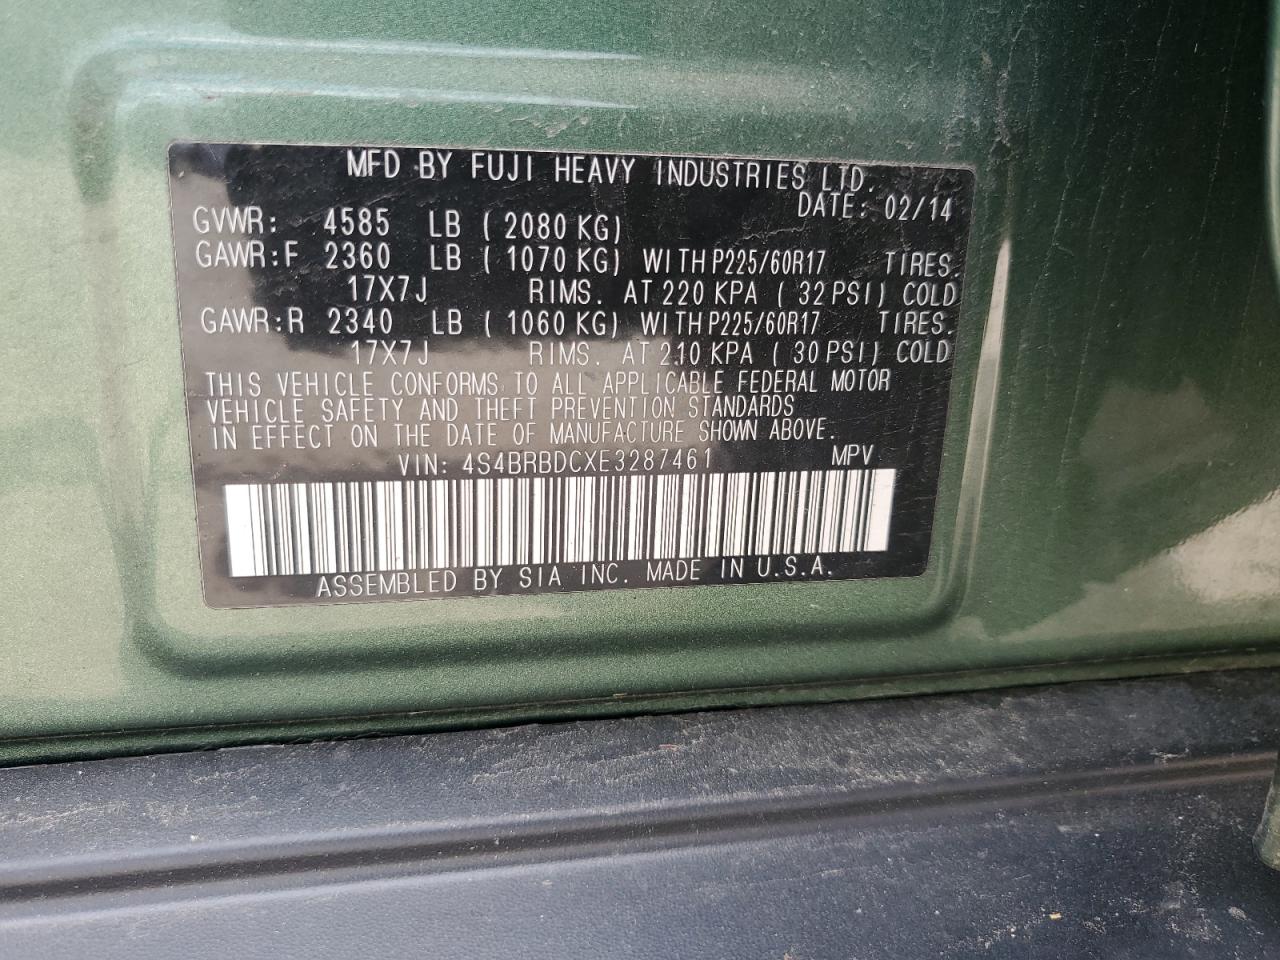 MFD BY FUJI HEAVY INDUSTRIES LTD.
DATE: 02/14
GVWR: 4585 LB ( 2080 KG)
GAWR:F 2360 LB ( 1070 KG) WITH P225/60R17 TIRES.
17X7J RIMS. AT 220 KPA ( 32 PSI) COLD
GAWR:R 2340 LB ( 1060 KG) WITH P225/60R17 TIRES.
17X7J RIMS. AT 210 KPA ( 30 PSI) COLD
THIS VEHICLE CONFORMS TO ALL APPLICABLE FEDERAL MOTOR
VEHICLE SAFETY AND THEFT PREVENTION STANDARDS
IN EFFECT ON THE DATE OF MANUFACTURE SHOWN ABOVE.
VIN: 4S4BRBDCXE3287461 MPV
ASSEMBLED BY SIA INC. MADE IN U.S.A.